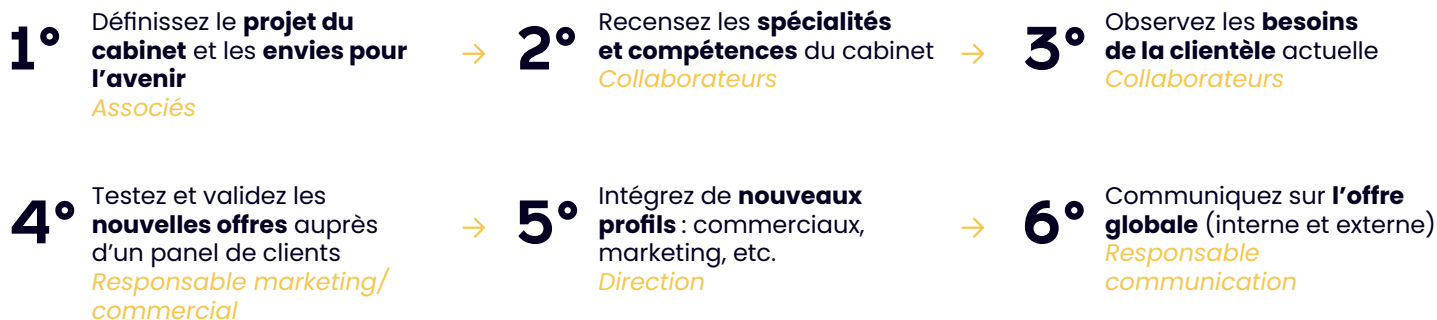 1° Définissez le projet du
cabinet et les envies pour
l’avenir
Associés
→
2° Recensez les spécialités
et compétences du cabinet
Collaborateurs
→
3° Observez les besoins
de la clientèle actuelle
Collaborateurs
4° Testez et validez les
nouvelles offres auprès
d’un panel de clients
Responsable marketing/
commercial
→
5° Intégrez de nouveaux
profils : commerciaux,
marketing, etc.
Direction
→
6° Communiquez sur l’offre
globale (interne et externe)
Responsable
communication